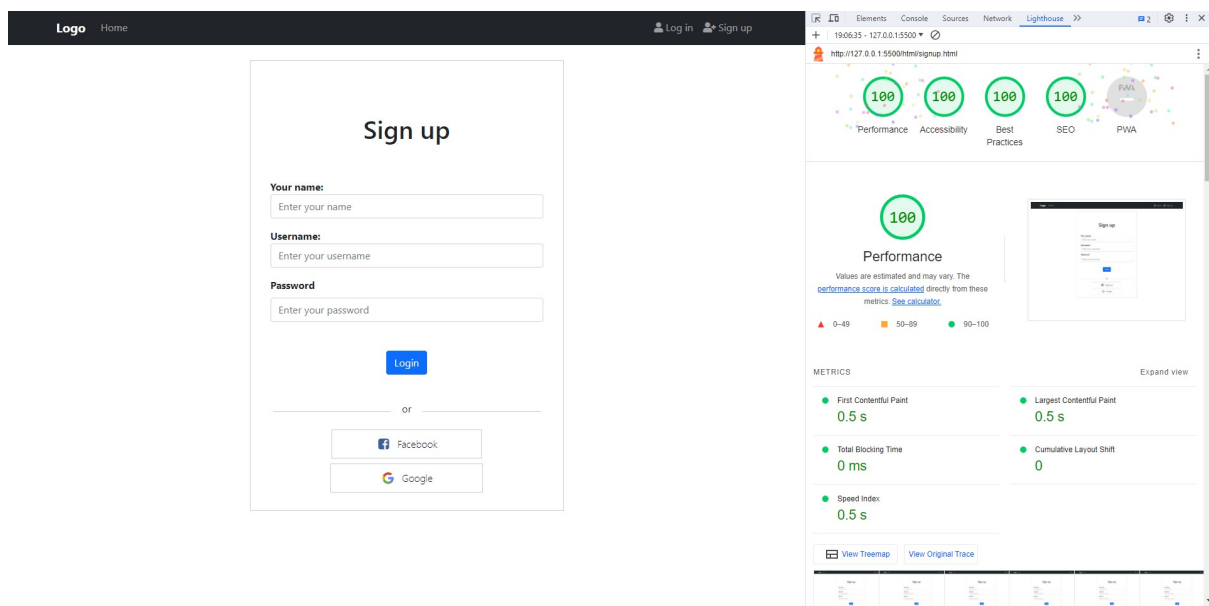 Logo Home Log in Sign up
Sign up
Your name:
Enter your name
Username:
Enter your username
Password
Enter your password
Login
or
Facebook
Google
Elements Console Sources Network Lighthouse 2
19:06:35 - 127.0.0.1:5500
http://127.0.0.1:5500/html/signup.html
100 100 100 100 PWA
Performance Accessibility Best Practices SEO PWA
100
Performance
Values are estimated and may vary. The
performance score is calculated directly from these
metrics. See calculator.
0–49 50–89 90–100
Sign up
METRICS Expand view
First Contentful Paint
0.5 s
Largest Contentful Paint
0.5 s
Total Blocking Time
0 ms
Cumulative Layout Shift
0
Speed Index
0.5 s
View Treemap View Original Trace